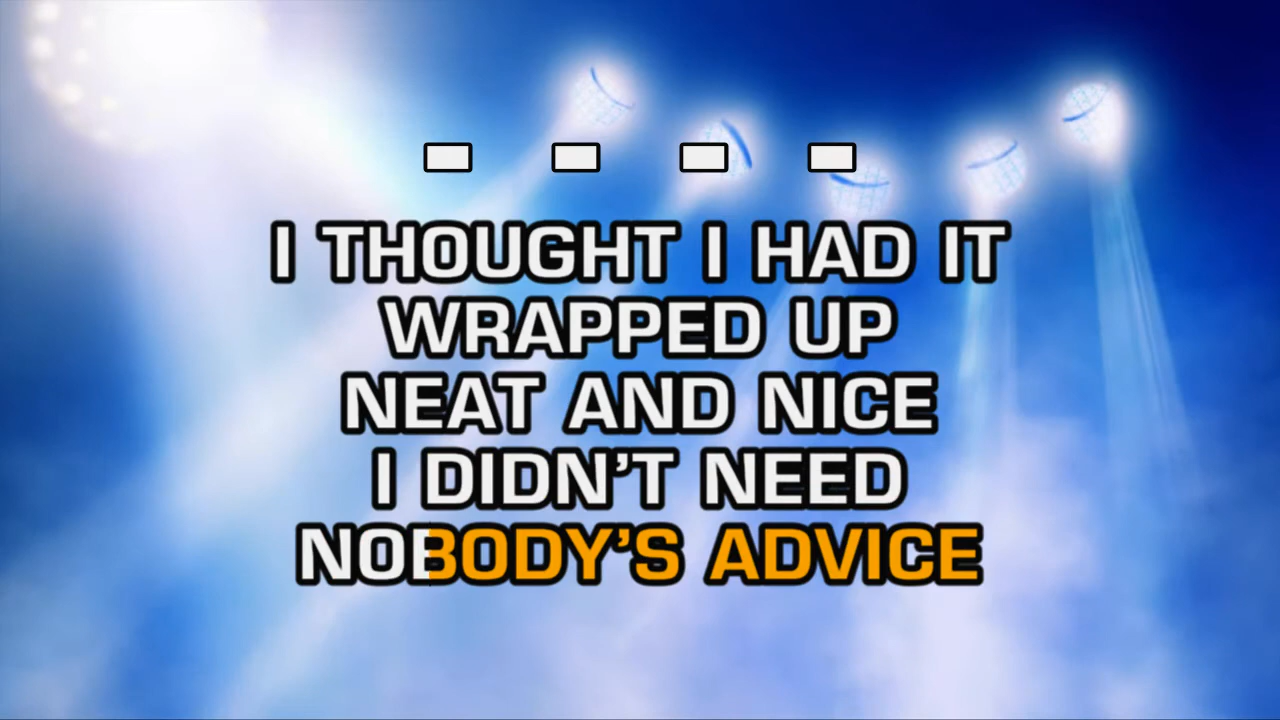 I THOUGHT I HAD IT
WRAPPED UP
NEAT AND NICE
I DIDN’T NEED
NOBODY’S ADVICE